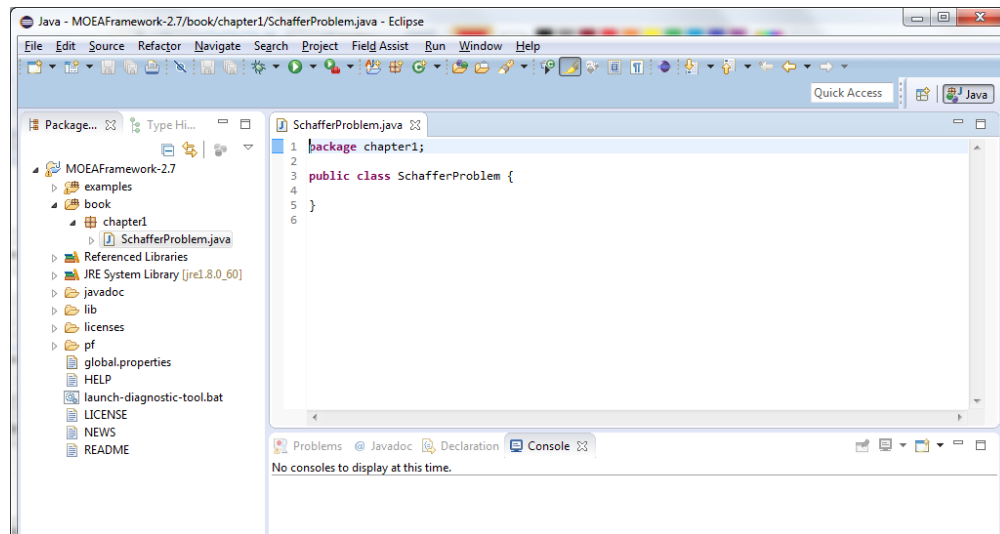 Java - MOEAFramework-2.7/book/chapter1/SchafferProblem.java - Eclipse
File Edit Source Refactor Navigate Search Project Field Assist Run Window Help
Quick Access Java
Package... Type Hi...
MOEAFramework-2.7
examples
book
chapter1
SchafferProblem.java
Referenced Libraries
JRE System Library [jre1.8.0_60]
javadoc
lib
licenses
pf
global.properties
HELP
launch-diagnostic-tool.bat
LICENSE
NEWS
README
SchafferProblem.java
1 package chapter1;
2
3 public class SchafferProblem {
4
5 }
6
Problems @ Javadoc Declaration Console
No consoles to display at this time.